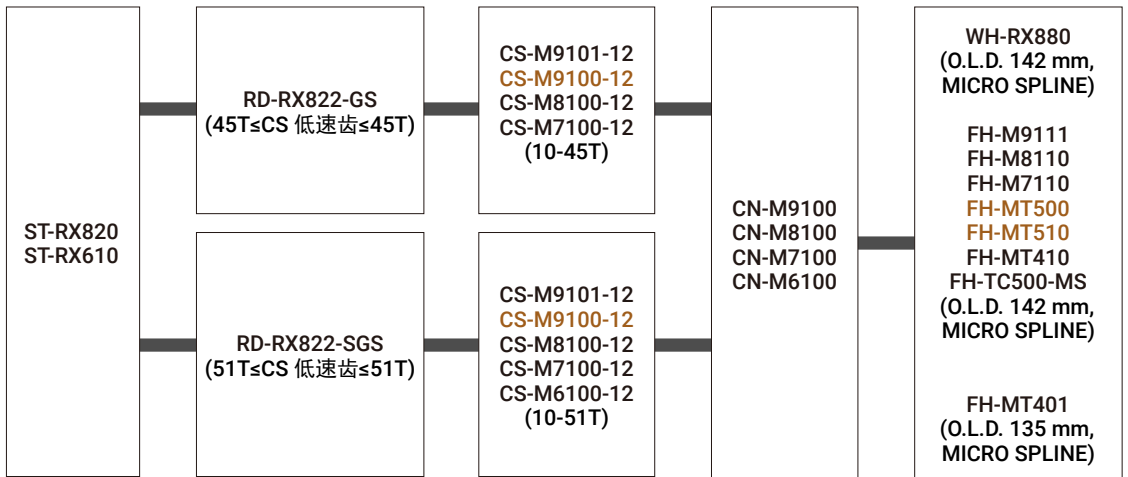 ST-RX820
ST-RX610
RD-RX822-GS
(45T≤CS 低速齿≤45T)
RD-RX822-SGS
(51T≤CS 低速齿≤51T)
CS-M9101-12
CS-M9100-12
CS-M8100-12
CS-M7100-12
(10-45T)
CS-M9101-12
CS-M9100-12
CS-M8100-12
CS-M7100-12
CS-M6100-12
(10-51T)
CN-M9100
CN-M8100
CN-M7100
CN-M6100
WH-RX880
(O.L.D. 142 mm,
MICRO SPLINE)
FH-M9111
FH-M8110
FH-M7110
FH-MT500
FH-MT510
FH-MT410
FH-TC500-MS
(O.L.D. 142 mm,
MICRO SPLINE)
FH-MT401
(O.L.D. 135 mm,
MICRO SPLINE)